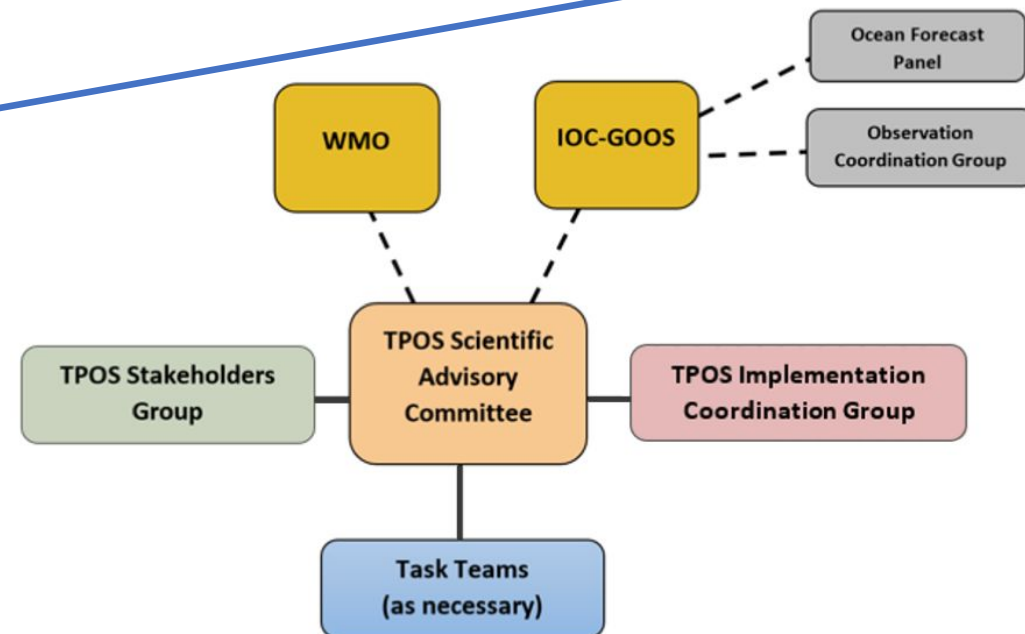 Ocean Forecast
Panel
WMO
IOC-GOOS
Observation
Coordination Group
TPOS Scientific
Advisory
Committee
TPOS Stakeholders
Group
TPOS Implementation
Coordination Group
Task Teams
(as necessary)